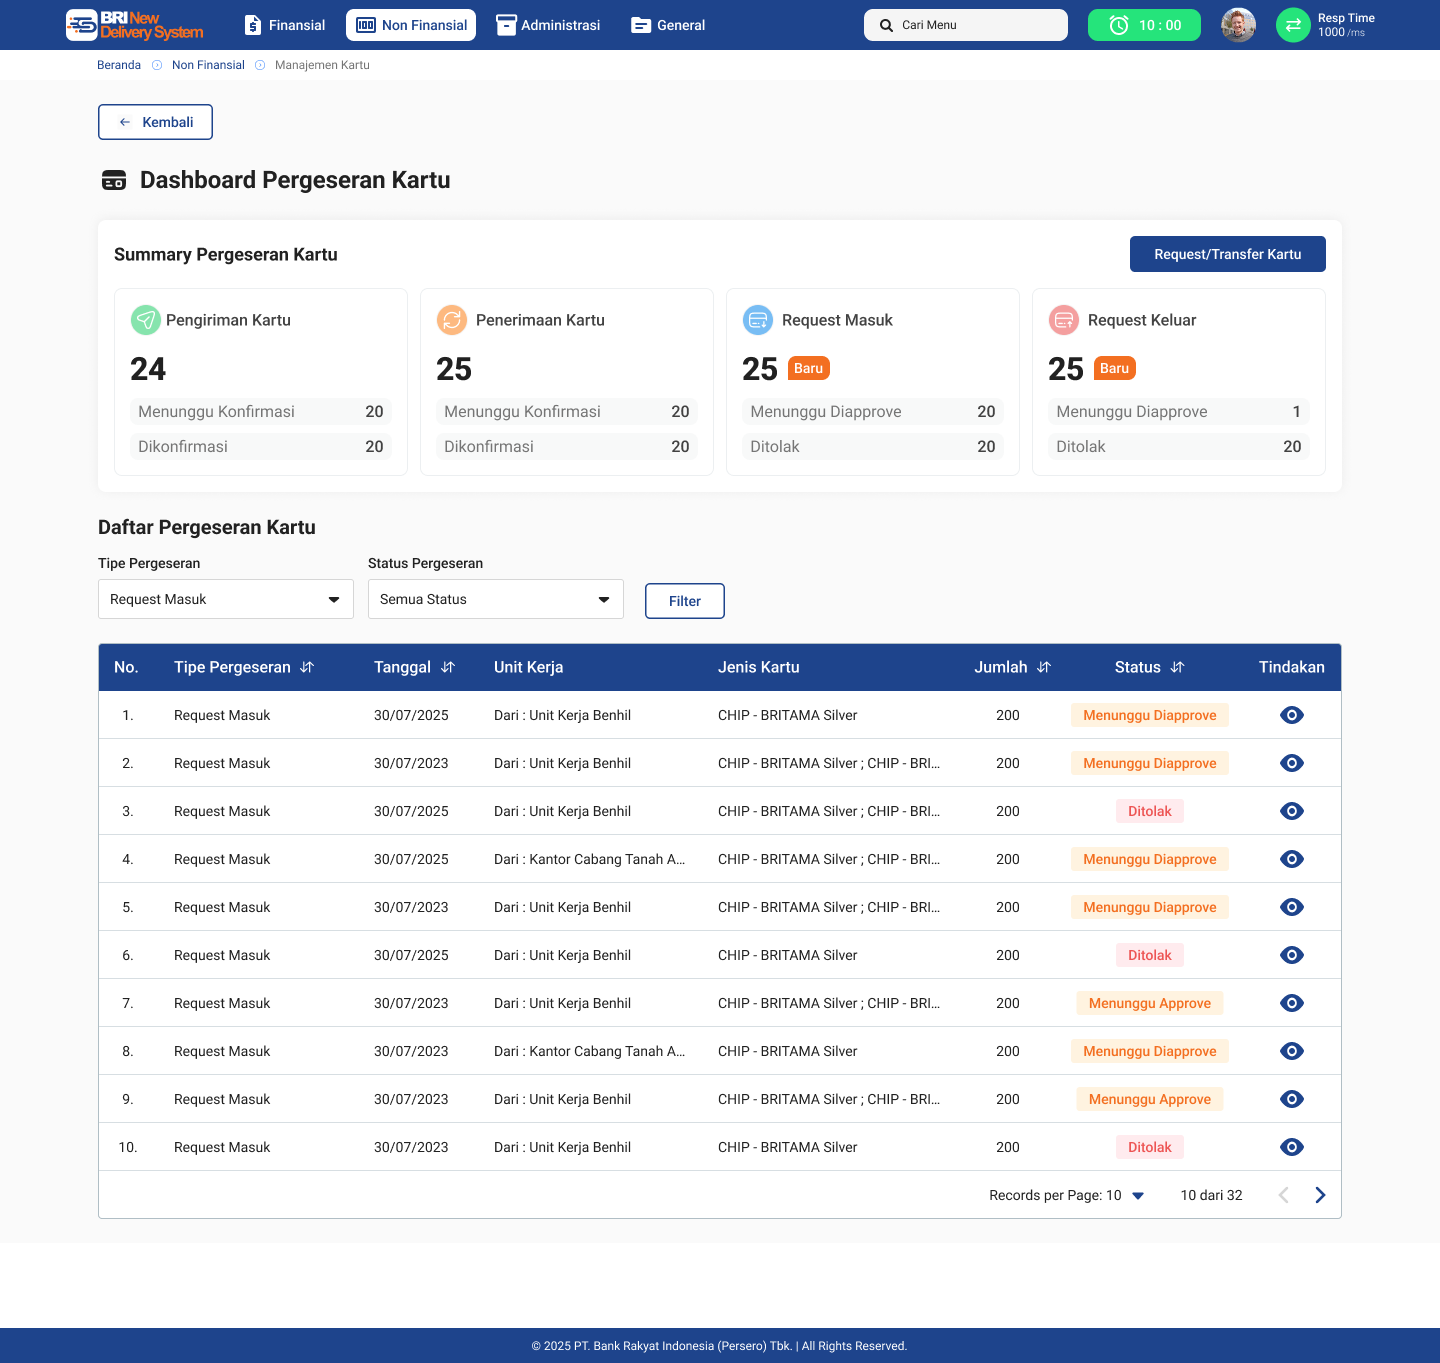 BRI New Delivery System
Finansial Non Finansial Administrasi General
Cari Menu
10 : 00
Resp Time
1000 /ms
Beranda Non Finansial Manajemen Kartu
Kembali
Dashboard Pergeseran Kartu
Summary Pergeseran Kartu
Request/Transfer Kartu
Pengiriman Kartu
24
Menunggu Konfirmasi 20
Dikonfirmasi 20
Penerimaan Kartu
25
Menunggu Konfirmasi 20
Dikonfirmasi 20
Request Masuk
25 Baru
Menunggu Diapprove 20
Ditolak 20
Request Keluar
25 Baru
Menunggu Diapprove 1
Ditolak 20
Daftar Pergeseran Kartu
Tipe Pergeseran Status Pergeseran
Request Masuk Semua Status Filter
No. Tipe Pergeseran Tanggal Unit Kerja Jenis Kartu Jumlah Status Tindakan
1. Request Masuk 30/07/2025 Dari : Unit Kerja Benhil CHIP - BRITAMA Silver 200 Menunggu Diapprove
2. Request Masuk 30/07/2023 Dari : Unit Kerja Benhil CHIP - BRITAMA Silver ; CHIP - BRI... 200 Menunggu Diapprove
3. Request Masuk 30/07/2025 Dari : Unit Kerja Benhil CHIP - BRITAMA Silver ; CHIP - BRI... 200 Ditolak
4. Request Masuk 30/07/2025 Dari : Kantor Cabang Tanah A... CHIP - BRITAMA Silver ; CHIP - BRI... 200 Menunggu Diapprove
5. Request Masuk 30/07/2023 Dari : Unit Kerja Benhil CHIP - BRITAMA Silver ; CHIP - BRI... 200 Menunggu Diapprove
6. Request Masuk 30/07/2025 Dari : Unit Kerja Benhil CHIP - BRITAMA Silver 200 Ditolak
7. Request Masuk 30/07/2023 Dari : Unit Kerja Benhil CHIP - BRITAMA Silver ; CHIP - BRI... 200 Menunggu Approve
8. Request Masuk 30/07/2023 Dari : Kantor Cabang Tanah A... CHIP - BRITAMA Silver 200 Menunggu Diapprove
9. Request Masuk 30/07/2023 Dari : Unit Kerja Benhil CHIP - BRITAMA Silver ; CHIP - BRI... 200 Menunggu Approve
10. Request Masuk 30/07/2023 Dari : Unit Kerja Benhil CHIP - BRITAMA Silver 200 Ditolak
Records per Page: 10 10 dari 32
© 2025 PT. Bank Rakyat Indonesia (Persero) Tbk. | All Rights Reserved.